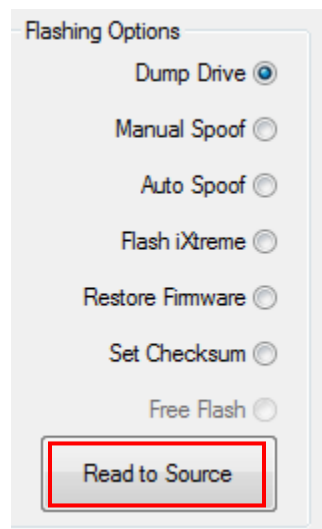 Flashing Options
Dump Drive
Manual Spoof
Auto Spoof
Flash iXtreme
Restore Firmware
Set Checksum
Free Flash
Read to Source